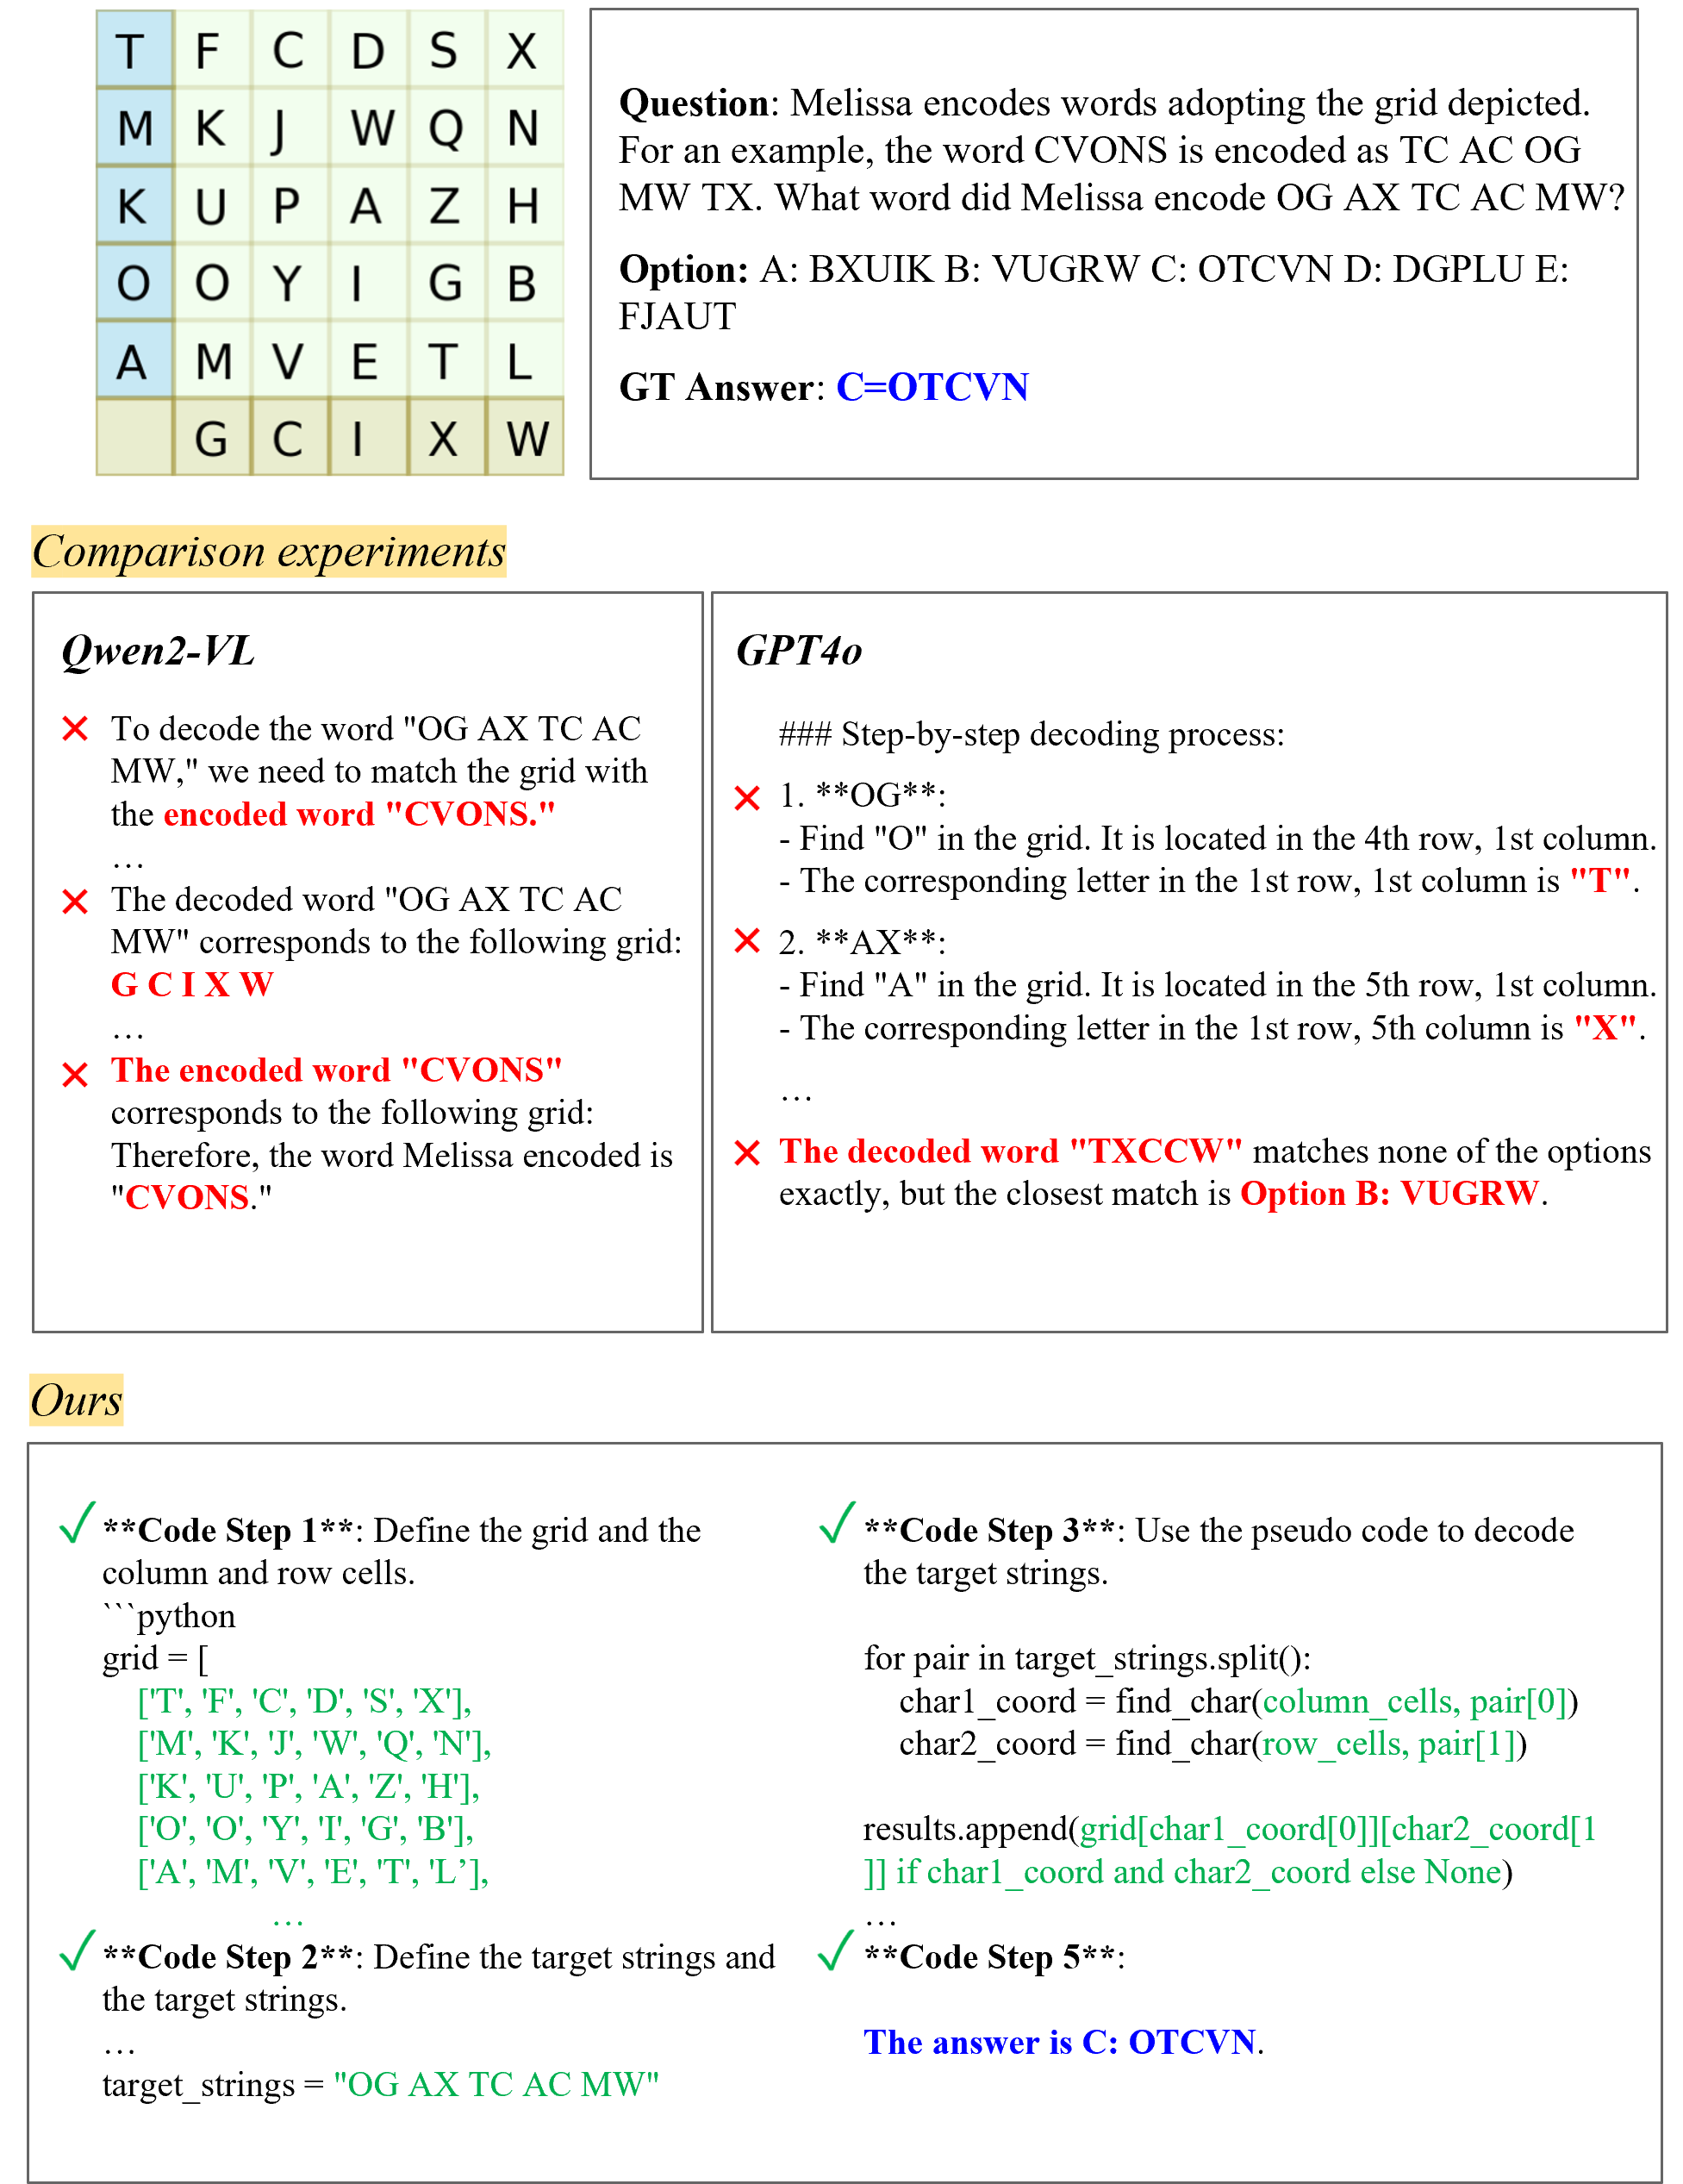 T F C D S X
M K J W Q N
K U P A Z H
O O Y I G B
A M V E T L
G C I X W
Question: Melissa encodes words adopting the grid depicted.
For an example, the word CVONS is encoded as TC AC OG
MW TX. What word did Melissa encode OG AX TC AC MW?
Option: A: BXUIK B: VUGRW C: OTCVN D: DGPLU E:
FJAUT
GT Answer: C=OTCVN
Comparison experiments
Qwen2-VL
To decode the word "OG AX TC AC
MW," we need to match the grid with
the encoded word "CVONS."
…
The decoded word "OG AX TC AC
MW" corresponds to the following grid:
G C I X W
…
The encoded word "CVONS"
corresponds to the following grid:
Therefore, the word Melissa encoded is
"CVONS."
GPT4o
### Step-by-step decoding process:
1. **OG**:
- Find "O" in the grid. It is located in the 4th row, 1st column.
- The corresponding letter in the 1st row, 1st column is "T".
2. **AX**:
- Find "A" in the grid. It is located in the 5th row, 1st column.
- The corresponding letter in the 1st row, 5th column is "X".
…
The decoded word "TXCCW" matches none of the options
exactly, but the closest match is Option B: VUGRW.
Ours
**Code Step 1**: Define the grid and the
column and row cells.
```python
grid = [
['T', 'F', 'C', 'D', 'S', 'X'],
['M', 'K', 'J', 'W', 'Q', 'N'],
['K', 'U', 'P', 'A', 'Z', 'H'],
['O', 'O', 'Y', 'I', 'G', 'B'],
['A', 'M', 'V', 'E', 'T', 'L’],
…
**Code Step 2**: Define the target strings and
the target strings.
…
target_strings = "OG AX TC AC MW"
**Code Step 3**: Use the pseudo code to decode
the target strings.
for pair in target_strings.split():
char1_coord = find_char(column_cells, pair[0])
char2_coord = find_char(row_cells, pair[1])
results.append(grid[char1_coord[0]][char2_coord[1
]] if char1_coord and char2_coord else None)
…
**Code Step 5**:
The answer is C: OTCVN.